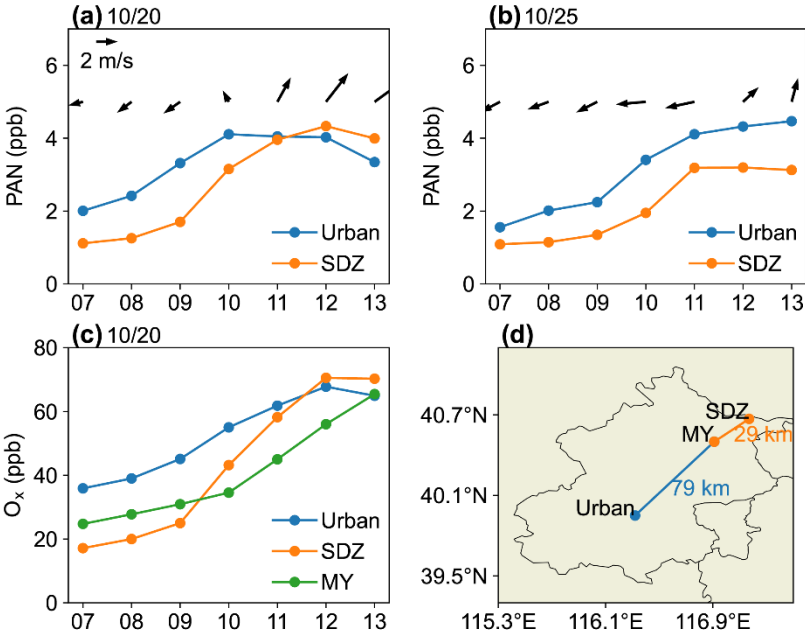 (a) 10/20
2 m/s
PAN (ppb)
6
4
2
0
Urban
SDZ
07 08 09 10 11 12 13
(b) 10/25
PAN (pbb)
6
4
2
0
Urban
SDZ
07 08 09 10 11 12 13
(c) 10/20
Ox (ppb)
80
60
40
20
0
Urban
SDZ
MY
07 08 09 10 11 12 13
(d)
40.7°N
40.1°N
39.5°N
SDZ
MY
29 km
79 km
Urban
115.3°E 116.1°E 116.9°E